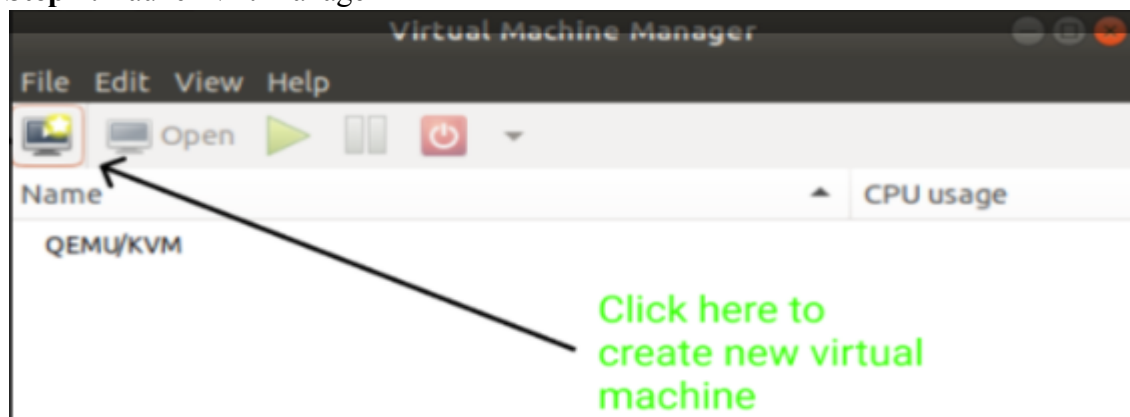 Virtual Machine Manager
File Edit View Help
Open
Name CPU usage
QEMU/KVM
Click here to
create new virtual
machine